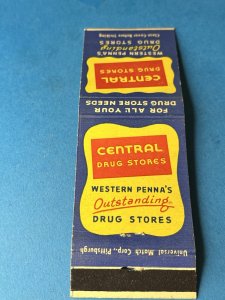 Close Cover Before Striking
DRUG STORES
Outstanding
WESTERN PENNA'S
DRUG STORES
CENTRAL
FOR ALL YOUR
DRUG STORE NEEDS
CENTRAL
DRUG STORES
WESTERN PENNA'S
Outstanding
DRUG STORES
Universal Match Corp., Pittsburgh